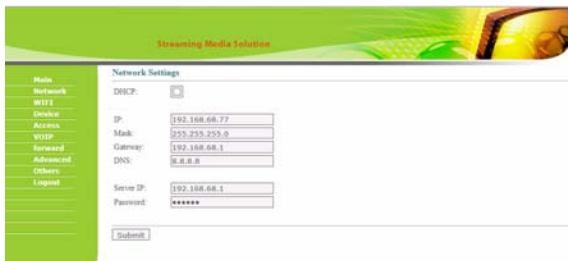 Streaming Media Solution
Main
Network
WIFI
Device
Access
VOIP
forward
Advanced
Others
Logout
Network Settings
DHCP:
IP: 192.168.68.77
Mask: 255.255.255.0
Gateway: 192.168.68.1
DNS: 8.8.8.8
Server IP: 192.168.68.1
Password: ••••••
Submit